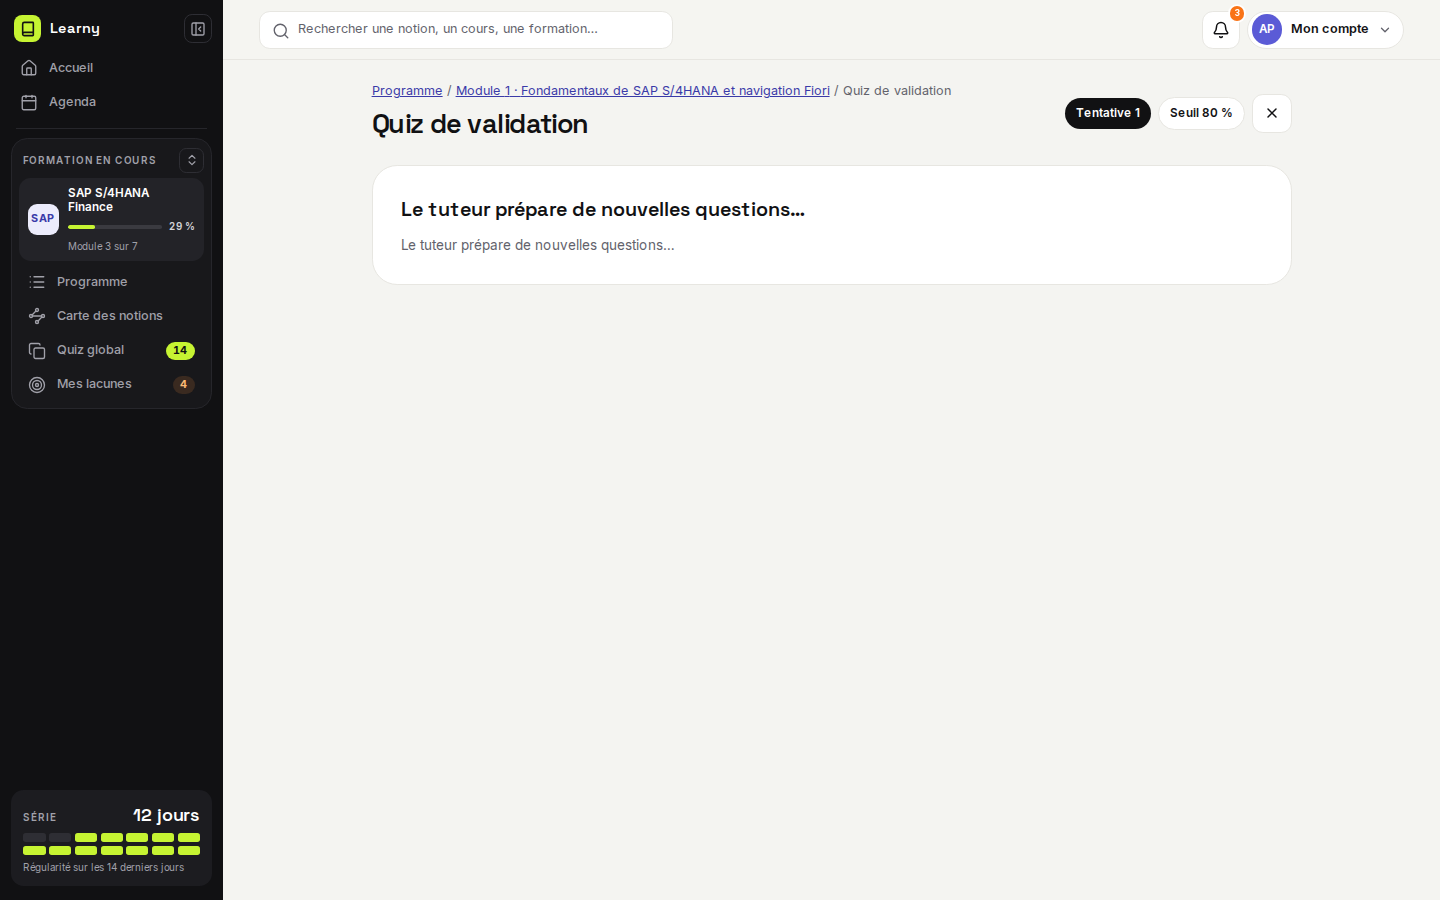 Learny
Accueil
Agenda
FORMATION EN COURS
SAP
SAP S/4HANA
Finance
29 %
Module 3 sur 7
Programme
Carte des notions
Quiz global
14
Mes lacunes
4
SÉRIE
12 jours
Régularité sur les 14 derniers jours
Rechercher une notion, un cours, une formation...
3
AP
Mon compte
Programme / Module 1 · Fondamentaux de SAP S/4HANA et navigation Fiori / Quiz de validation
Quiz de validation
Tentative 1
Seuil 80 %
Le tuteur prépare de nouvelles questions...
Le tuteur prépare de nouvelles questions...